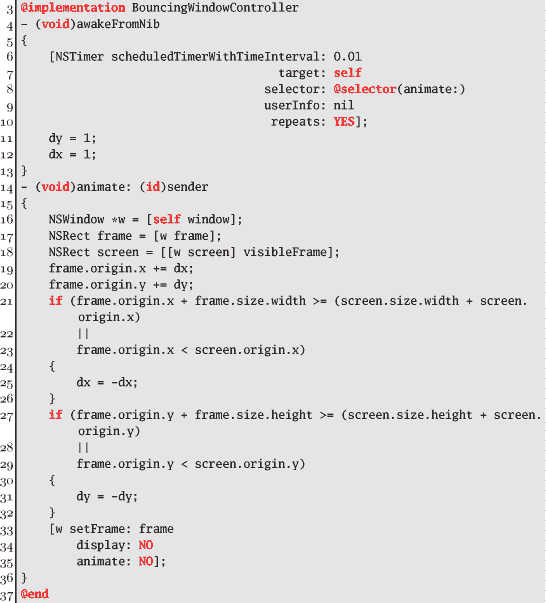 3 @implementation BouncingWindowController
4 - (void)awakeFromNib
5 {
6     [NSTimer scheduledTimerWithTimeInterval: 0.01
7                                      target: self
8                                    selector: @selector(animate:)
9                                    userInfo: nil
10                                    repeats: YES];
11     dy = 1;
12     dx = 1;
13 }
14 - (void)animate: (id)sender
15 {
16     NSWindow *w = [self window];
17     NSRect frame = [w frame];
18     NSRect screen = [[w screen] visibleFrame];
19     frame.origin.x += dx;
20     frame.origin.y += dy;
21     if (frame.origin.x + frame.size.width >= (screen.size.width + screen.
origin.x)
22         ||
23         frame.origin.x < screen.origin.x)
24     {
25         dx = -dx;
26     }
27     if (frame.origin.y + frame.size.height >= (screen.size.height + screen.
origin.y)
28         ||
29         frame.origin.y < screen.origin.y)
30     {
31         dy = -dy;
32     }
33     [w setFrame: frame
34         display: NO
35         animate: NO];
36 }
37 @end